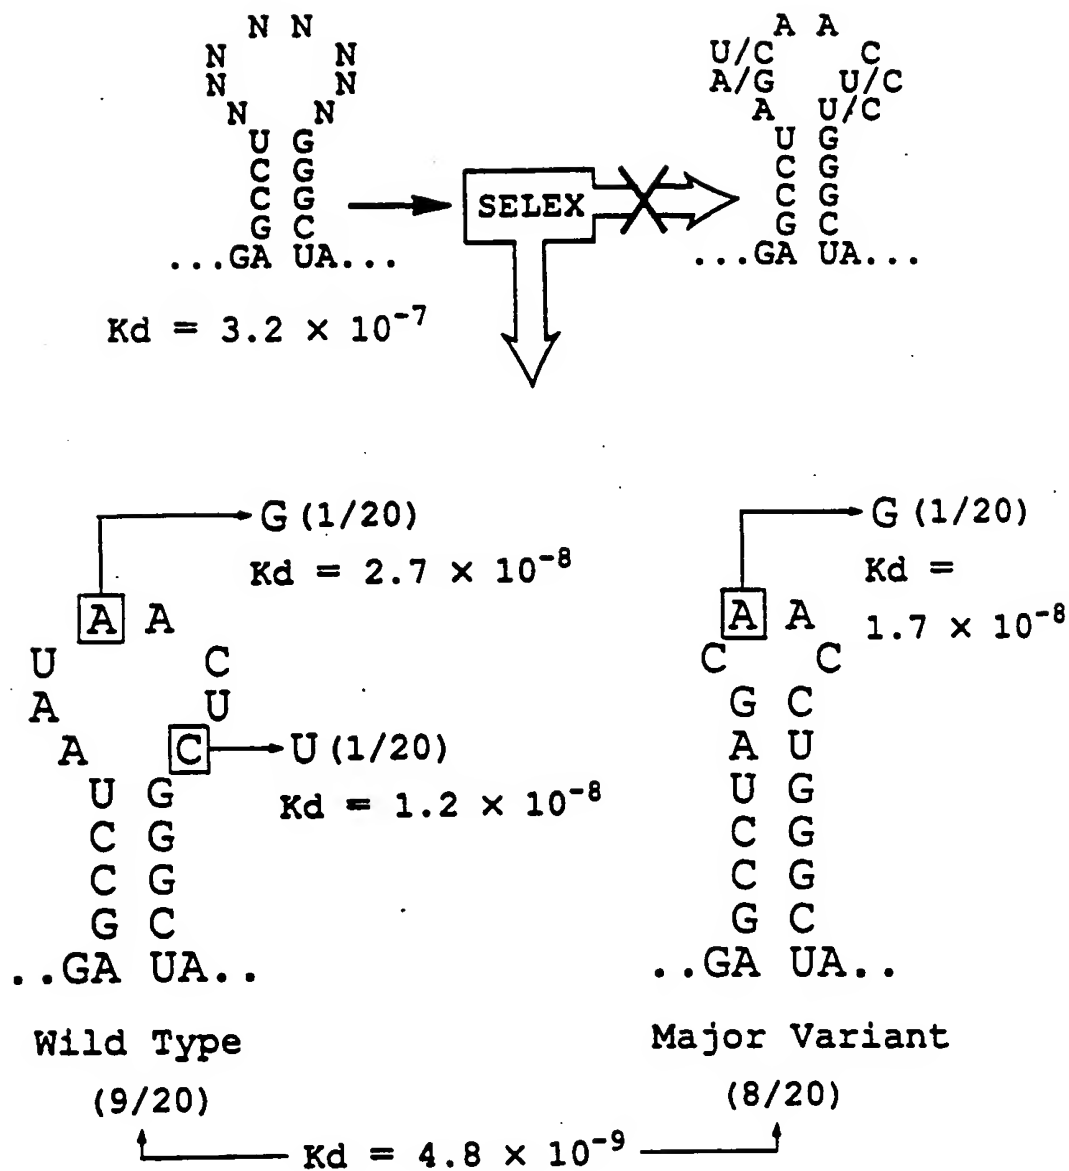 N N
N N
N N
N N
U G
C G
C G
G C
...GA UA...
Kd = 3.2 × 10⁻⁷
SELEX
A A
U/C C
A/G U/C
A U/C
U G
C G
C G
G C
...GA UA...
G (1/20)
Kd = 2.7 × 10⁻⁸
A A
U C
A U
A C
U (1/20)
Kd = 1.2 × 10⁻⁸
U G
C G
C G
G C
..GA UA..
Wild Type
(9/20)
G (1/20)
Kd =
1.7 × 10⁻⁸
A A
C C
G C
A U
U G
C G
C G
G C
..GA UA..
Major Variant
(8/20)
Kd = 4.8 × 10⁻⁹